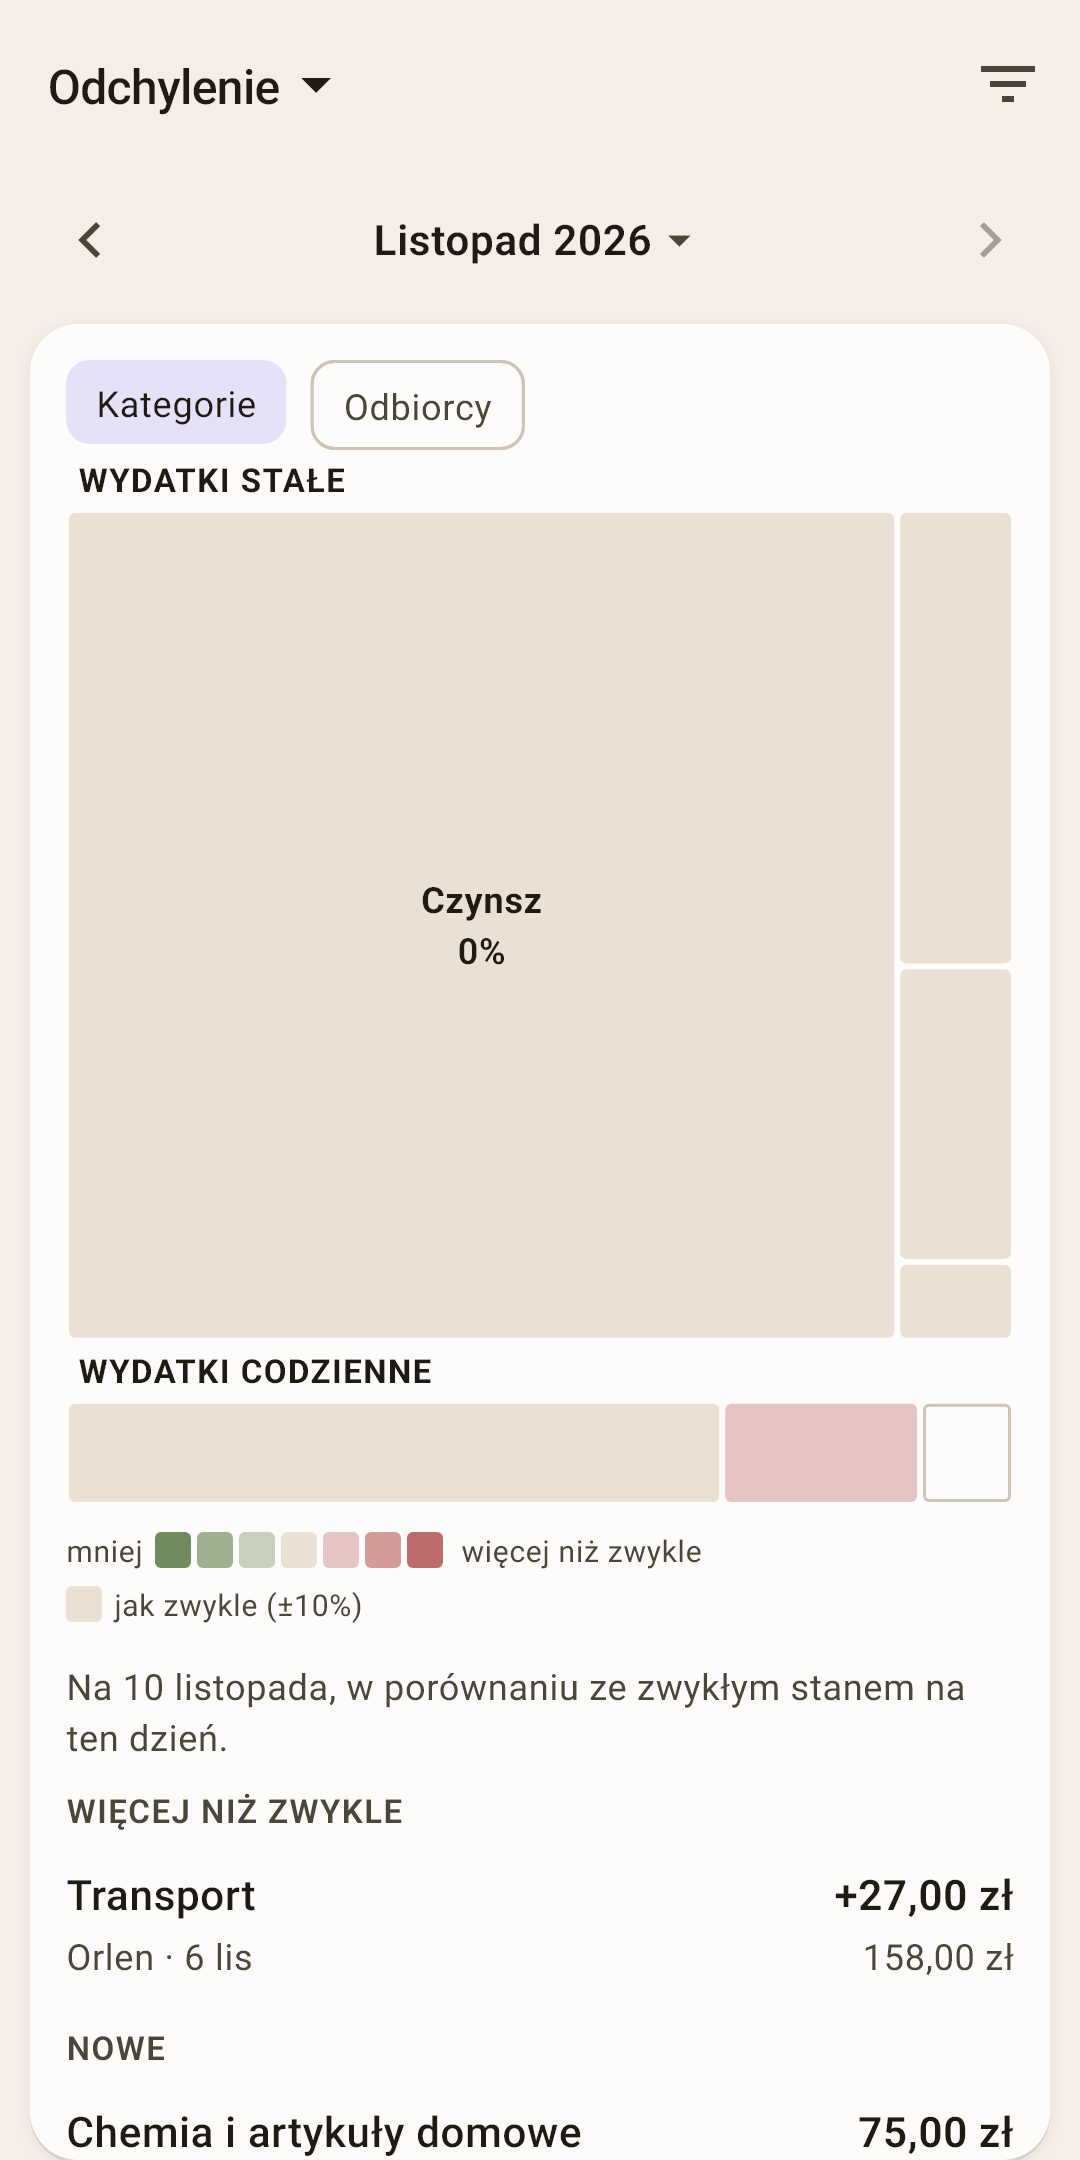 Odchylenie
Listopad 2026
Kategorie
Odbiorcy
WYDATKI STAŁE
Czynsz
0%
WYDATKI CODZIENNE
mniej
więcej niż zwykle
jak zwykle (±10%)
Na 10 listopada, w porównaniu ze zwykłym stanem na
ten dzień.
WIĘCEJ NIŻ ZWYKLE
Transport +27,00 zł
Orlen · 6 lis 158,00 zł
NOWE
Chemia i artykuły domowe 75,00 zł